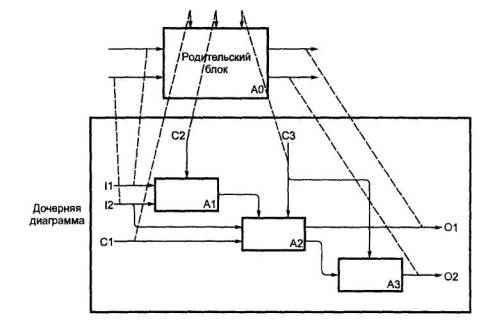 Родительский
блок
A0
C2
C3
I1
I2
A1
Дочерняя
диаграмма
C1
A2
O1
A3
O2